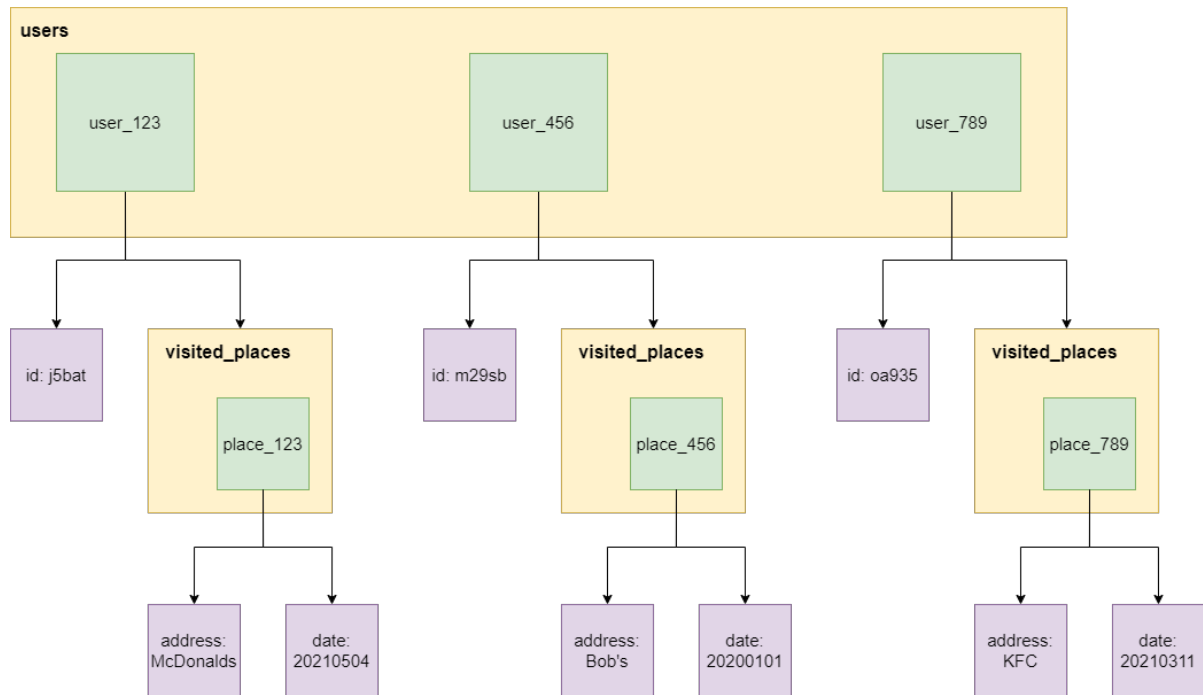 users
user_123
user_456
user_789
id: j5bat
visited_places
id: m29sb
visited_places
id: oa935
visited_places
place_123
place_456
place_789
address:
McDonalds
date:
20210504
address:
Bob's
date:
20200101
address:
KFC
date:
20210311